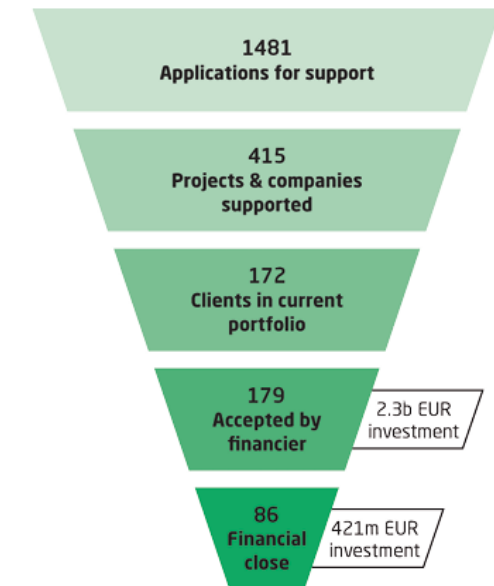 1481
Applications for support
415
Projects & companies
supported
172
Clients in current
portfolio
179
Accepted by
financier
2.3b EUR
investment
86
Financial
close
421m EUR
investment